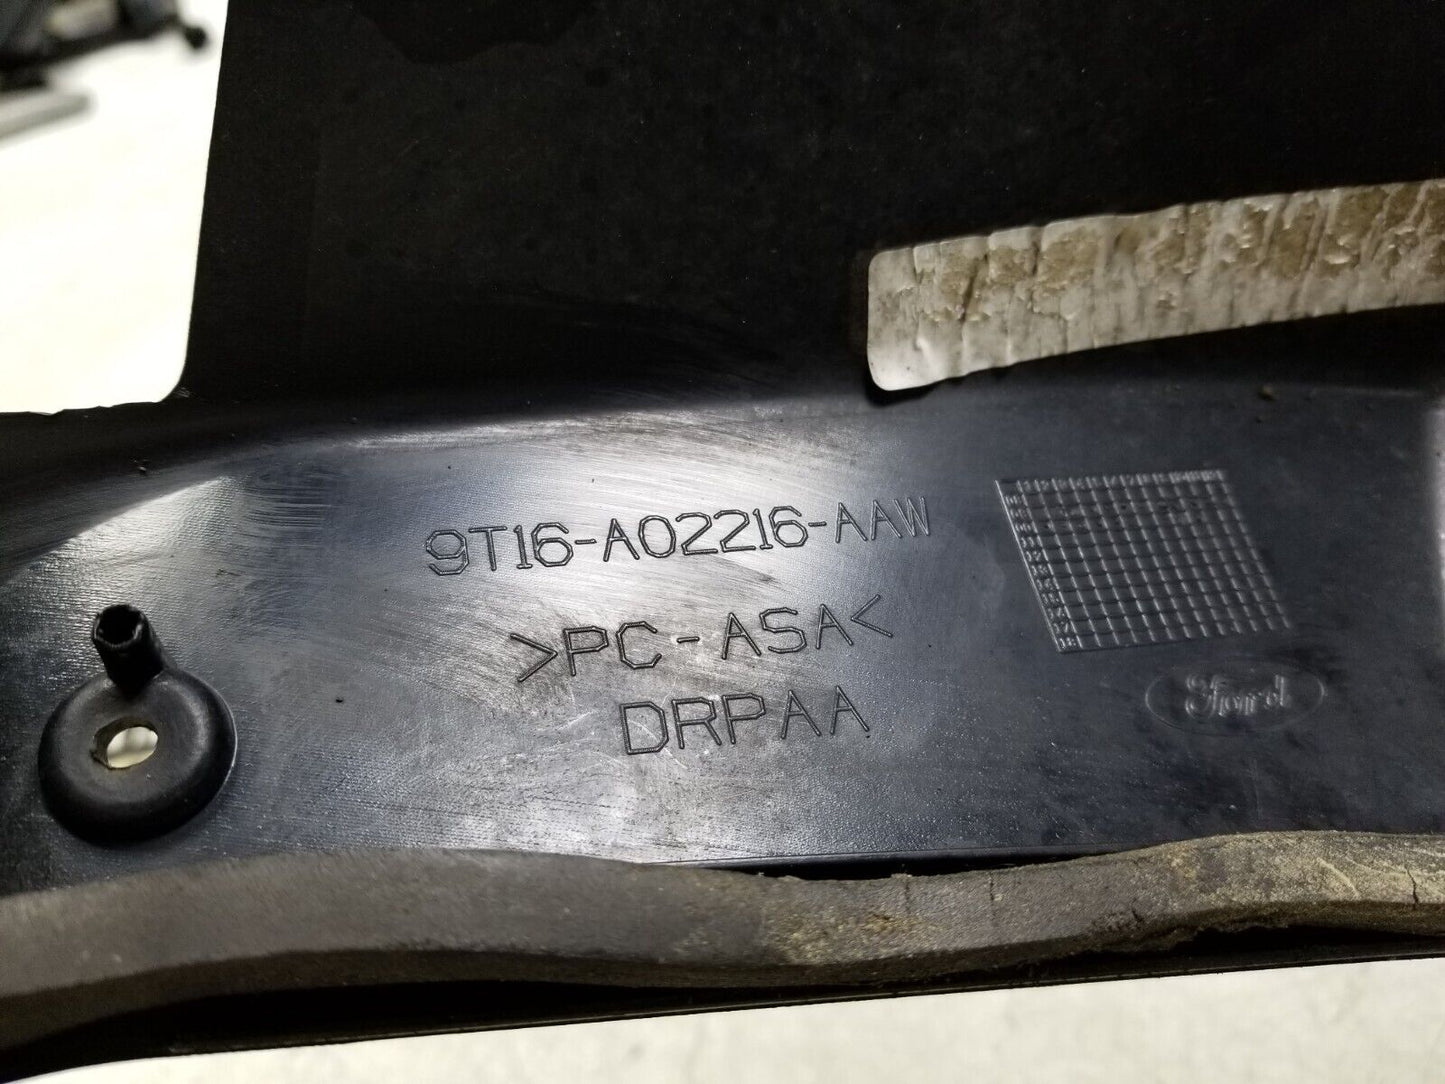 9T16-A02216-AAW
>PC-ASA<
DRPAA
Ford